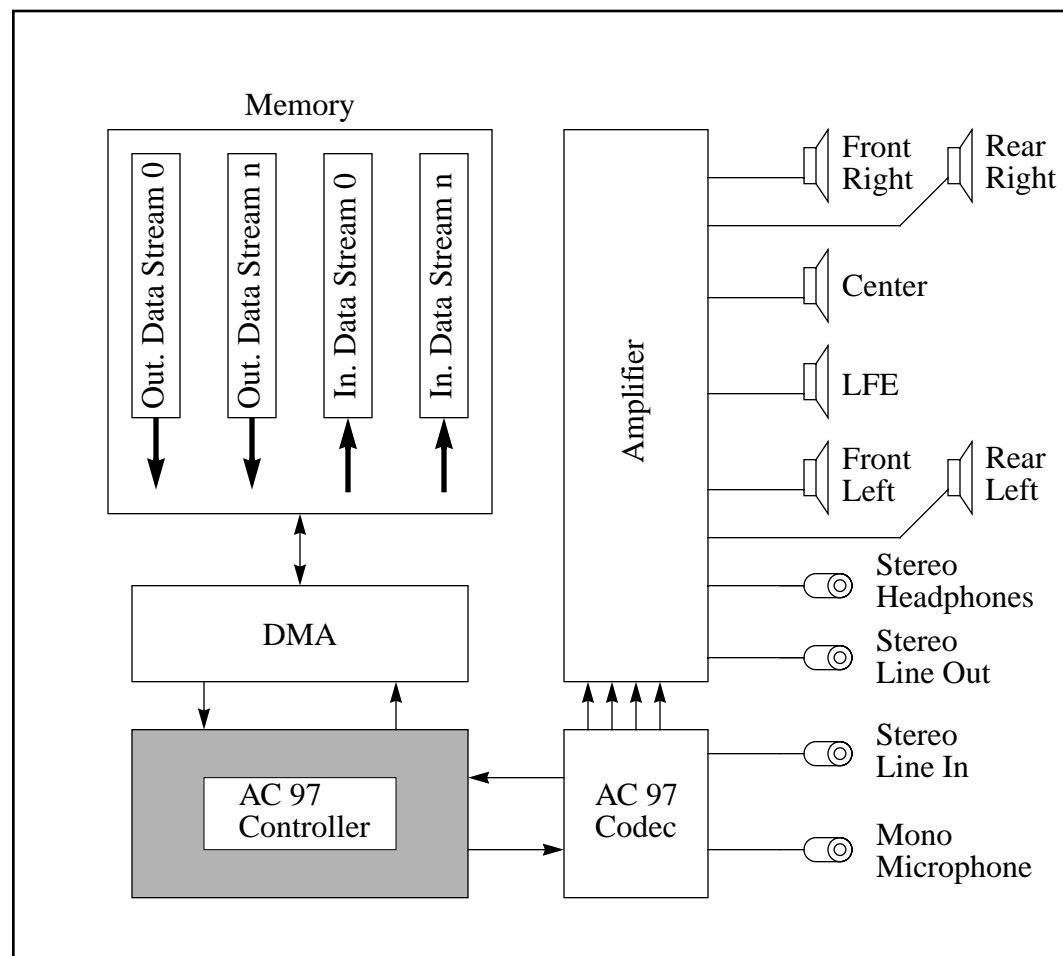 Memory
Out. Data Stream 0
Out. Data Stream n
In. Data Stream 0
In. Data Stream n
DMA
AC 97
Controller
Amplifier
AC 97
Codec
Front
Right
Rear
Right
Center
LFE
Front
Left
Rear
Left
Stereo
Headphones
Stereo
Line Out
Stereo
Line In
Mono
Microphone